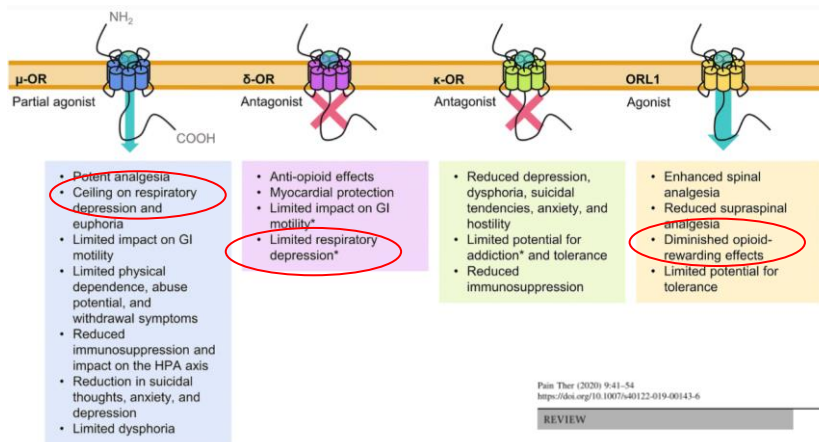 NH₂
μ-OR
Partial agonist
COOH
δ-OR
Antagonist
κ-OR
Antagonist
ORL1
Agonist
• Potent analgesia
• Ceiling on respiratory
depression and
euphoria
• Limited impact on GI
motility
• Limited physical
dependence, abuse
potential, and
withdrawal symptoms
• Reduced
immunosuppression and
impact on the HPA axis
• Reduction in suicidal
thoughts, anxiety, and
depression
• Limited dysphoria
• Anti-opioid effects
• Myocardial protection
• Limited impact on GI
motility*
• Limited respiratory
depression*
• Reduced depression,
dysphoria, suicidal
tendencies, anxiety, and
hostility
• Limited potential for
addiction* and tolerance
• Reduced
immunosuppression
• Enhanced spinal
analgesia
• Reduced supraspinal
analgesia
• Diminished opioid-
rewarding effects
• Limited potential for
tolerance
Pain Ther (2020) 9:41–54
https://doi.org/10.1007/s40122-019-00143-6
REVIEW